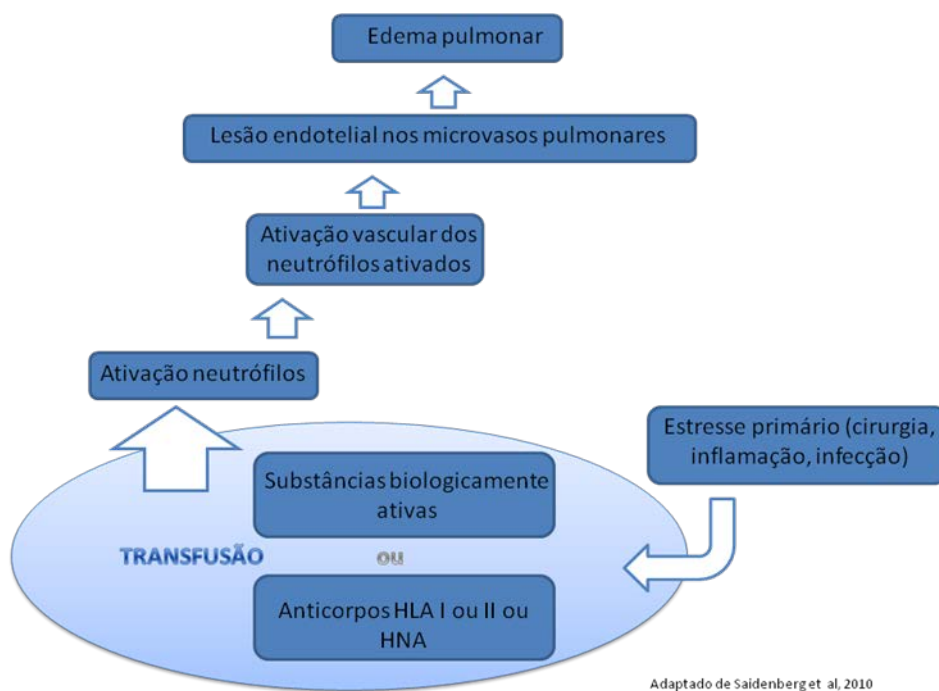 Edema pulmonar
Lesão endotelial nos microvasos pulmonares
Ativação vascular dos
neutrófilos ativados
Ativação neutrófilos
Estresse primário (cirurgia,
inflamação, infecção)
Substâncias biologicamente
ativas
TRANSFUSÃO
ou
Anticorpos HLA I ou II ou
HNA
Adaptado de Saidenberg et al, 2010